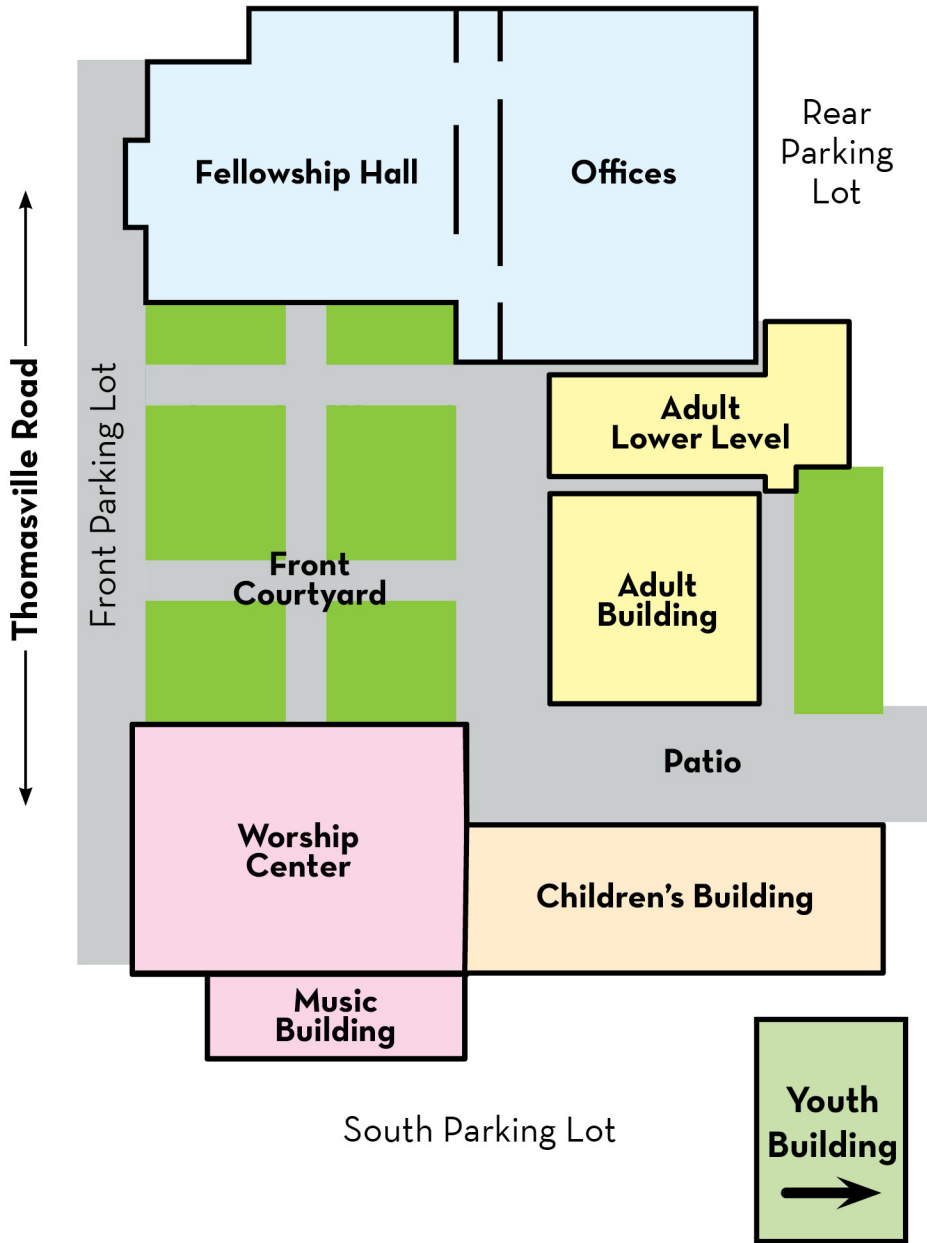 Rear
Parking
Lot
Fellowship Hall
Offices
Thomasville Road
Front Parking Lot
Adult
Lower Level
Front
Courtyard
Adult
Building
Patio
Worship
Center
Children’s Building
Music
Building
South Parking Lot
Youth
Building